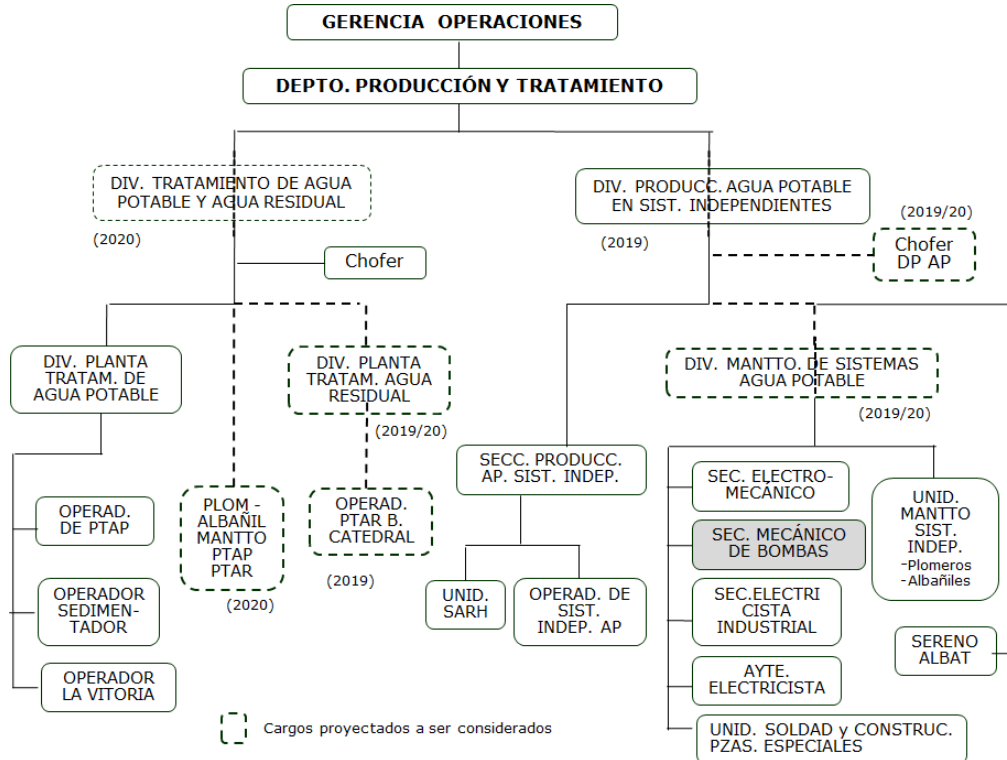 GERENCIA OPERACIONES
DEPTO. PRODUCCIÓN Y TRATAMIENTO
DIV. TRATAMIENTO DE AGUA
POTABLE Y AGUA RESIDUAL
(2020)
DIV. PRODUCC. AGUA POTABLE
EN SIST. INDEPENDIENTES
(2019)
(2019/20)
Chofer
Chofer
DP AP
DIV. PLANTA
TRATAM. DE
AGUA POTABLE
DIV. PLANTA
TRATAM. AGUA
RESIDUAL
(2019/20)
DIV. MANTTO. DE SISTEMAS
AGUA POTABLE
(2019/20)
SECC. PRODUCC.
AP. SIST. INDEP.
OPERAD.
DE PTAP
OPERADOR
SEDIMEN-
TADOR
OPERADOR
LA VITORIA
PLOM -
ALBAÑIL
MANTTO
PTAP
PTAR
(2020)
OPERAD.
PTAR B.
CATEDRAL
(2019)
UNID.
SARH
OPERAD. DE
SIST.
INDEP. AP
SEC. ELECTRO-
MECÁNICO
SEC. MECÁNICO
DE BOMBAS
SEC.ELECTRI
CISTA
INDUSTRIAL
AYTE.
ELECTRICISTA
UNID. SOLDAD y CONSTRUC.
PZAS. ESPECIALES
UNID.
MANTTO
SIST.
INDEP.
-Plomeros
-Albañiles
SERENO
ALBAT
Cargos proyectados a ser considerados